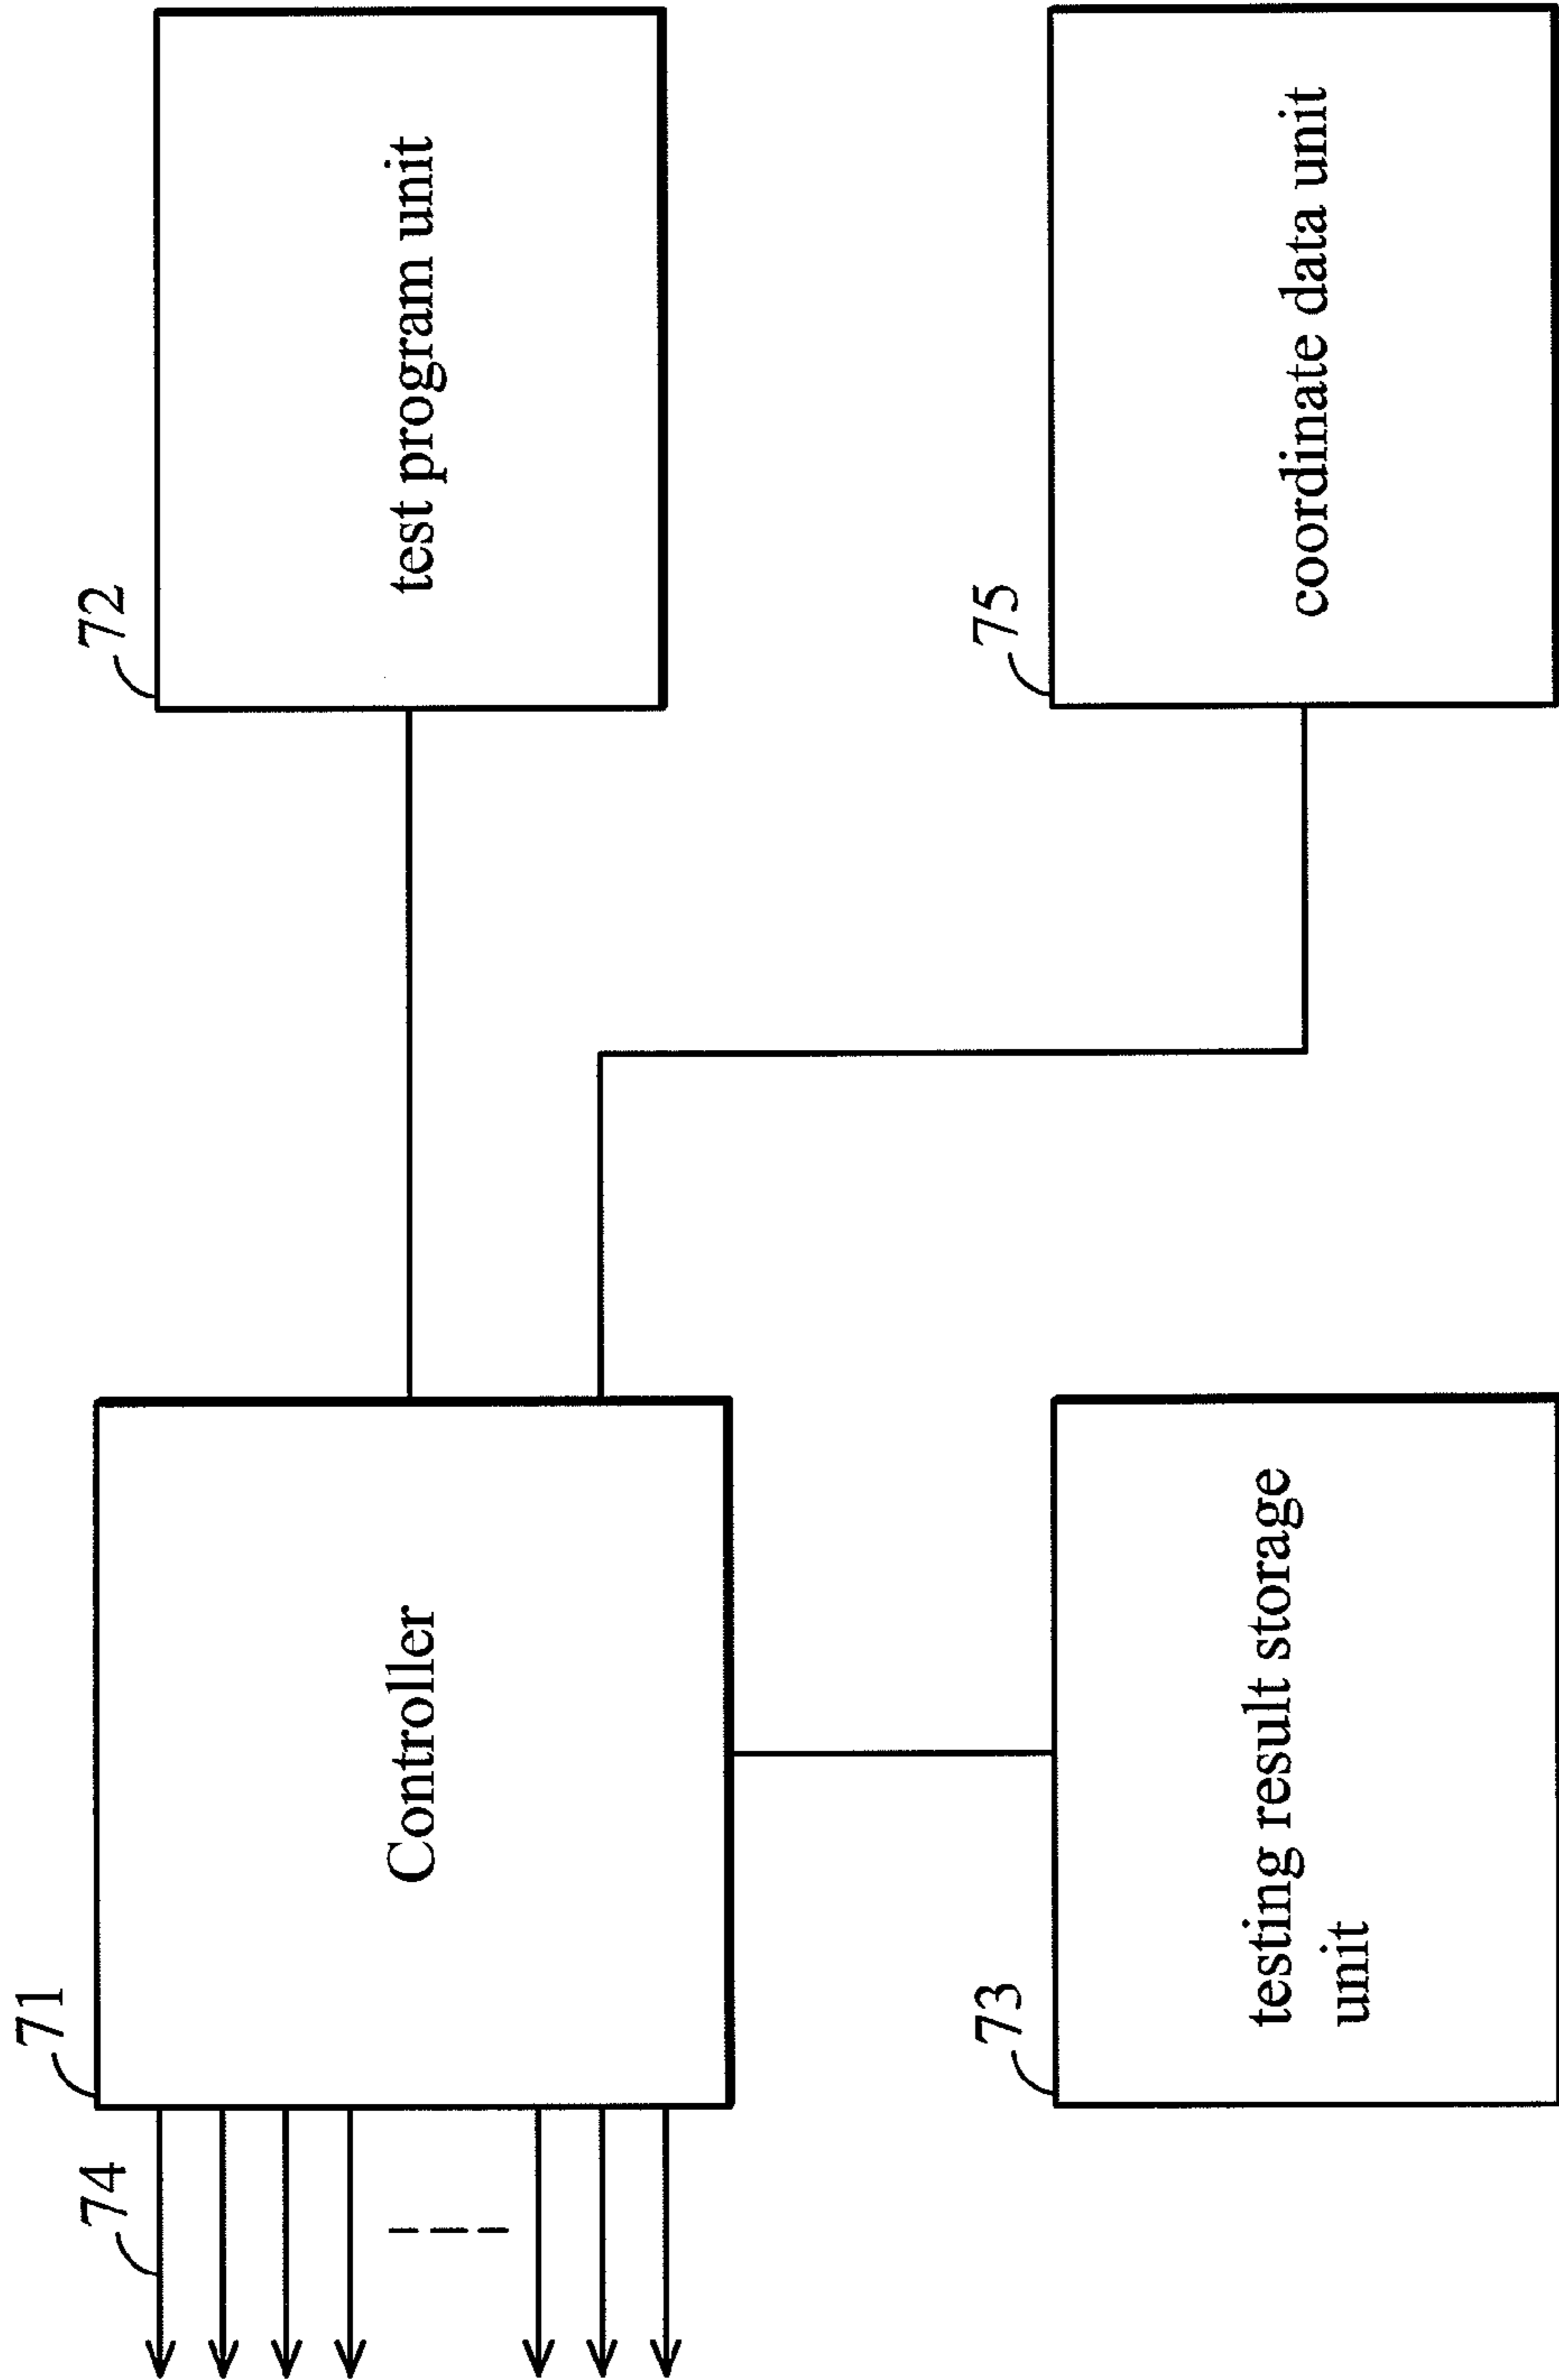 71
Controller
72
test program unit
73
testing result storage
unit
74
75
coordinate data unit